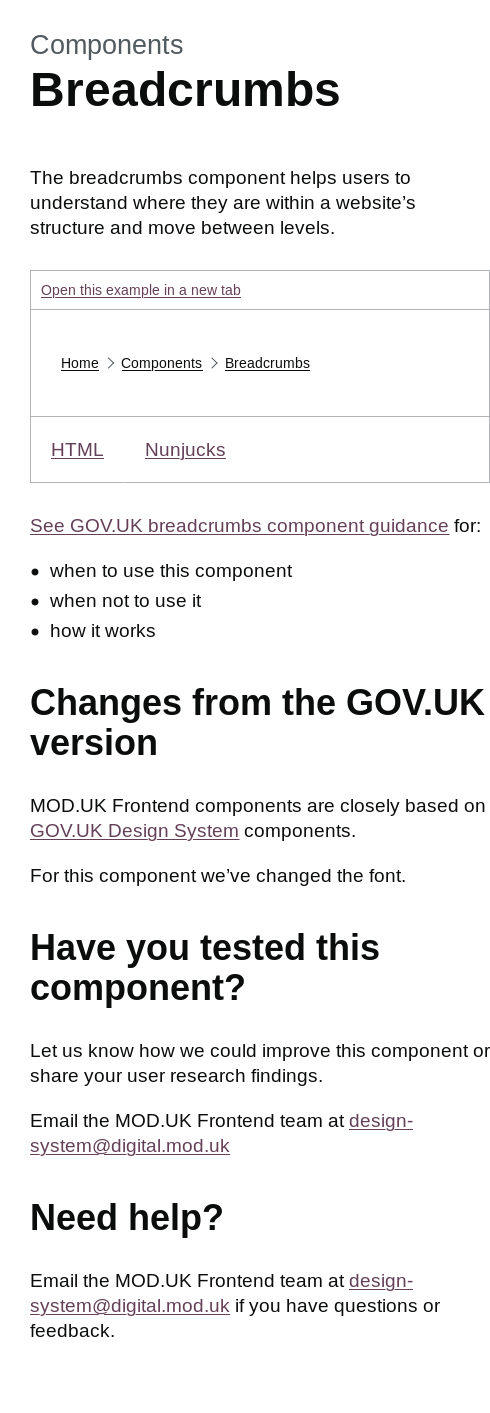 Components
Breadcrumbs
The breadcrumbs component helps users to
understand where they are within a website’s
structure and move between levels.
Open this example in a new tab
Home > Components > Breadcrumbs
HTML Nunjucks
See GOV.UK breadcrumbs component guidance for:
• when to use this component
• when not to use it
• how it works
Changes from the GOV.UK
version
MOD.UK Frontend components are closely based on
GOV.UK Design System components.
For this component we’ve changed the font.
Have you tested this
component?
Let us know how we could improve this component or
share your user research findings.
Email the MOD.UK Frontend team at design-
system@digital.mod.uk
Need help?
Email the MOD.UK Frontend team at design-
system@digital.mod.uk if you have questions or
feedback.